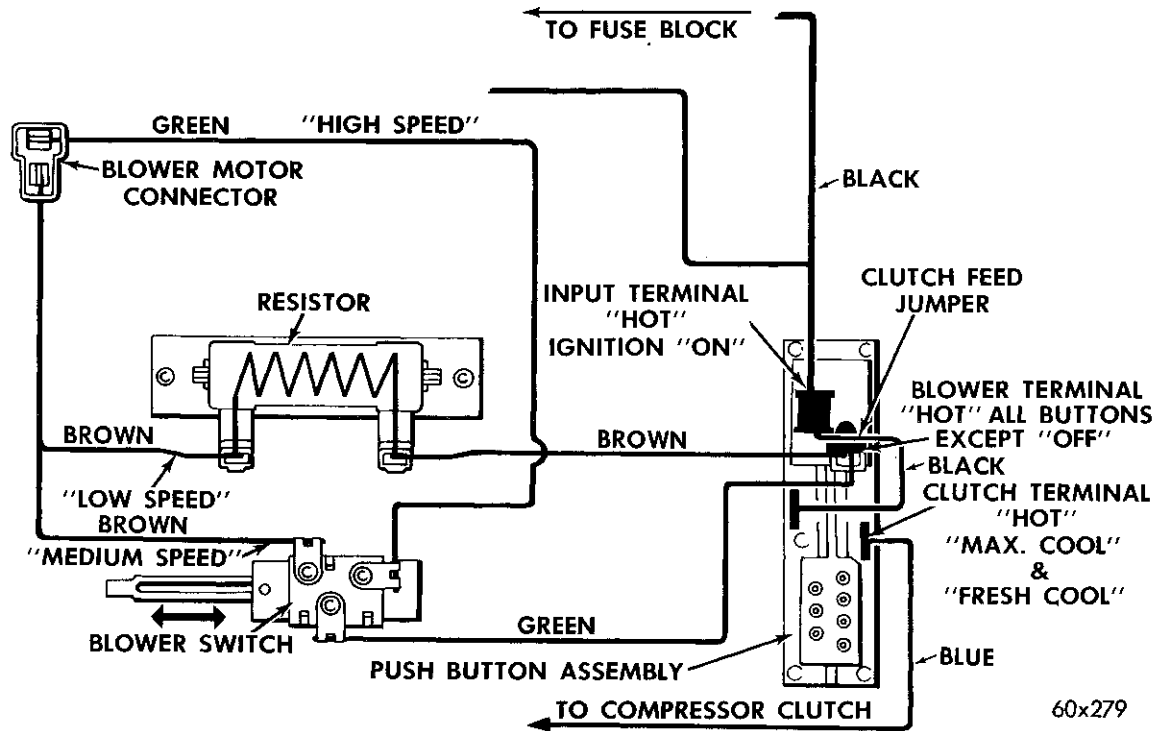 TO FUSE BLOCK
GREEN "HIGH SPEED"
BLOWER MOTOR
CONNECTOR
BLACK
RESISTOR
INPUT TERMINAL
"HOT"
IGNITION "ON"
CLUTCH FEED
JUMPER
BLOWER TERMINAL
"HOT" ALL BUTTONS
EXCEPT "OFF"
BROWN
BROWN
BLACK
"LOW SPEED"
BROWN
"MEDIUM SPEED"
CLUTCH TERMINAL
"HOT"
"MAX. COOL"
&
"FRESH COOL"
BLOWER SWITCH
GREEN
PUSH BUTTON ASSEMBLY
BLUE
TO COMPRESSOR CLUTCH
60x279